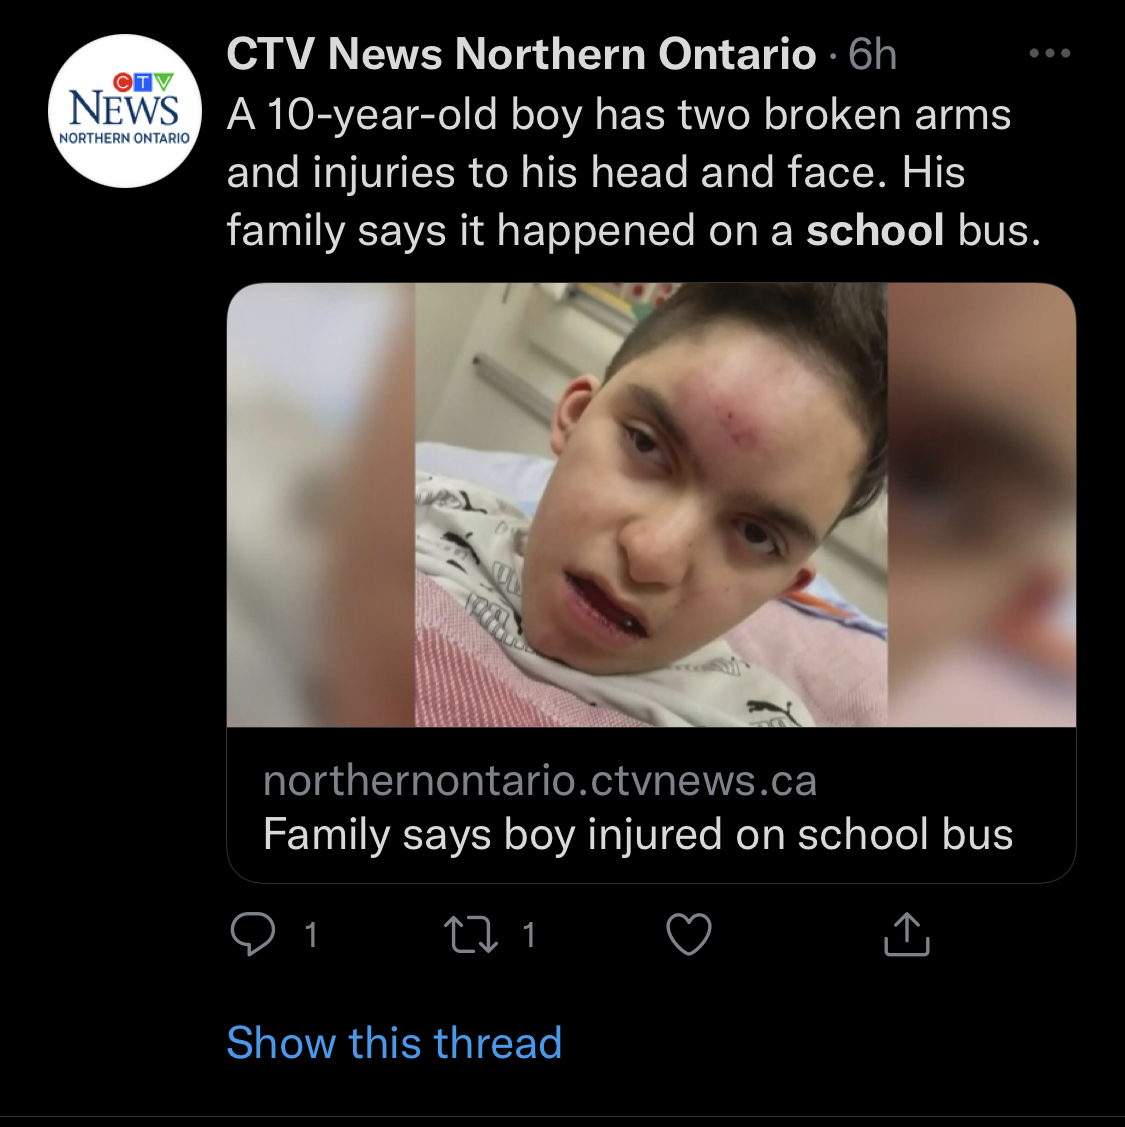 CTV News Northern Ontario · 6h
CTV
NEWS
NORTHERN ONTARIO
A 10-year-old boy has two broken arms
and injuries to his head and face. His
family says it happened on a school bus.
northernontario.ctvnews.ca
Family says boy injured on school bus
1 1
Show this thread